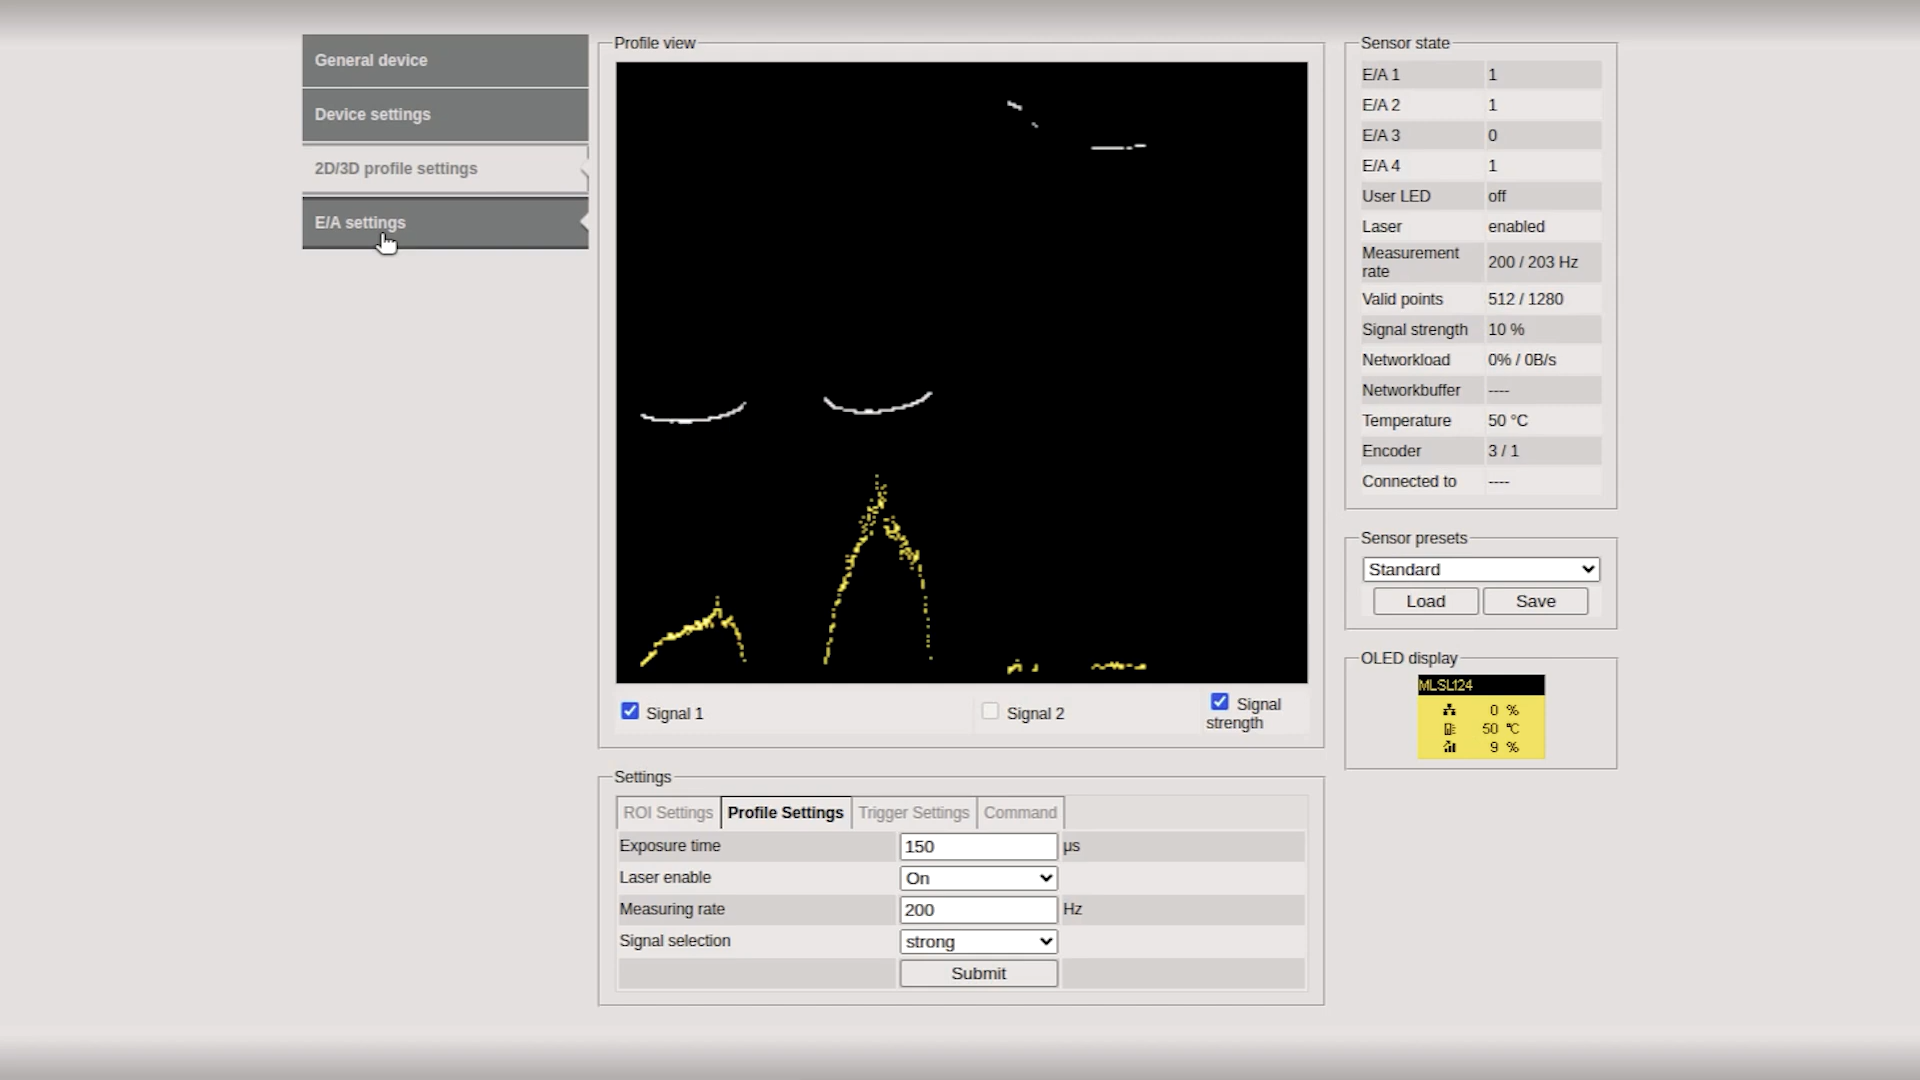 General device
Device settings
2D/3D profile settings
E/A settings
Profile view
Signal 1
Signal 2
Signal
strength
Settings
ROI Settings
Profile Settings
Trigger Settings
Command
Exposure time
150
µs
Laser enable
On
Measuring rate
200
Hz
Signal selection
strong
Submit
Sensor state
E/A 1 1
E/A 2 1
E/A 3 0
E/A 4 1
User LED off
Laser enabled
Measurement
rate
200 / 203 Hz
Valid points 512 / 1280
Signal strength 10 %
Networkload 0% / 0B/s
Networkbuffer ----
Temperature 50 °C
Encoder 3 / 1
Connected to ----
Sensor presets
Standard
Load
Save
OLED display
MLSL124
0 %
50 °C
9 %